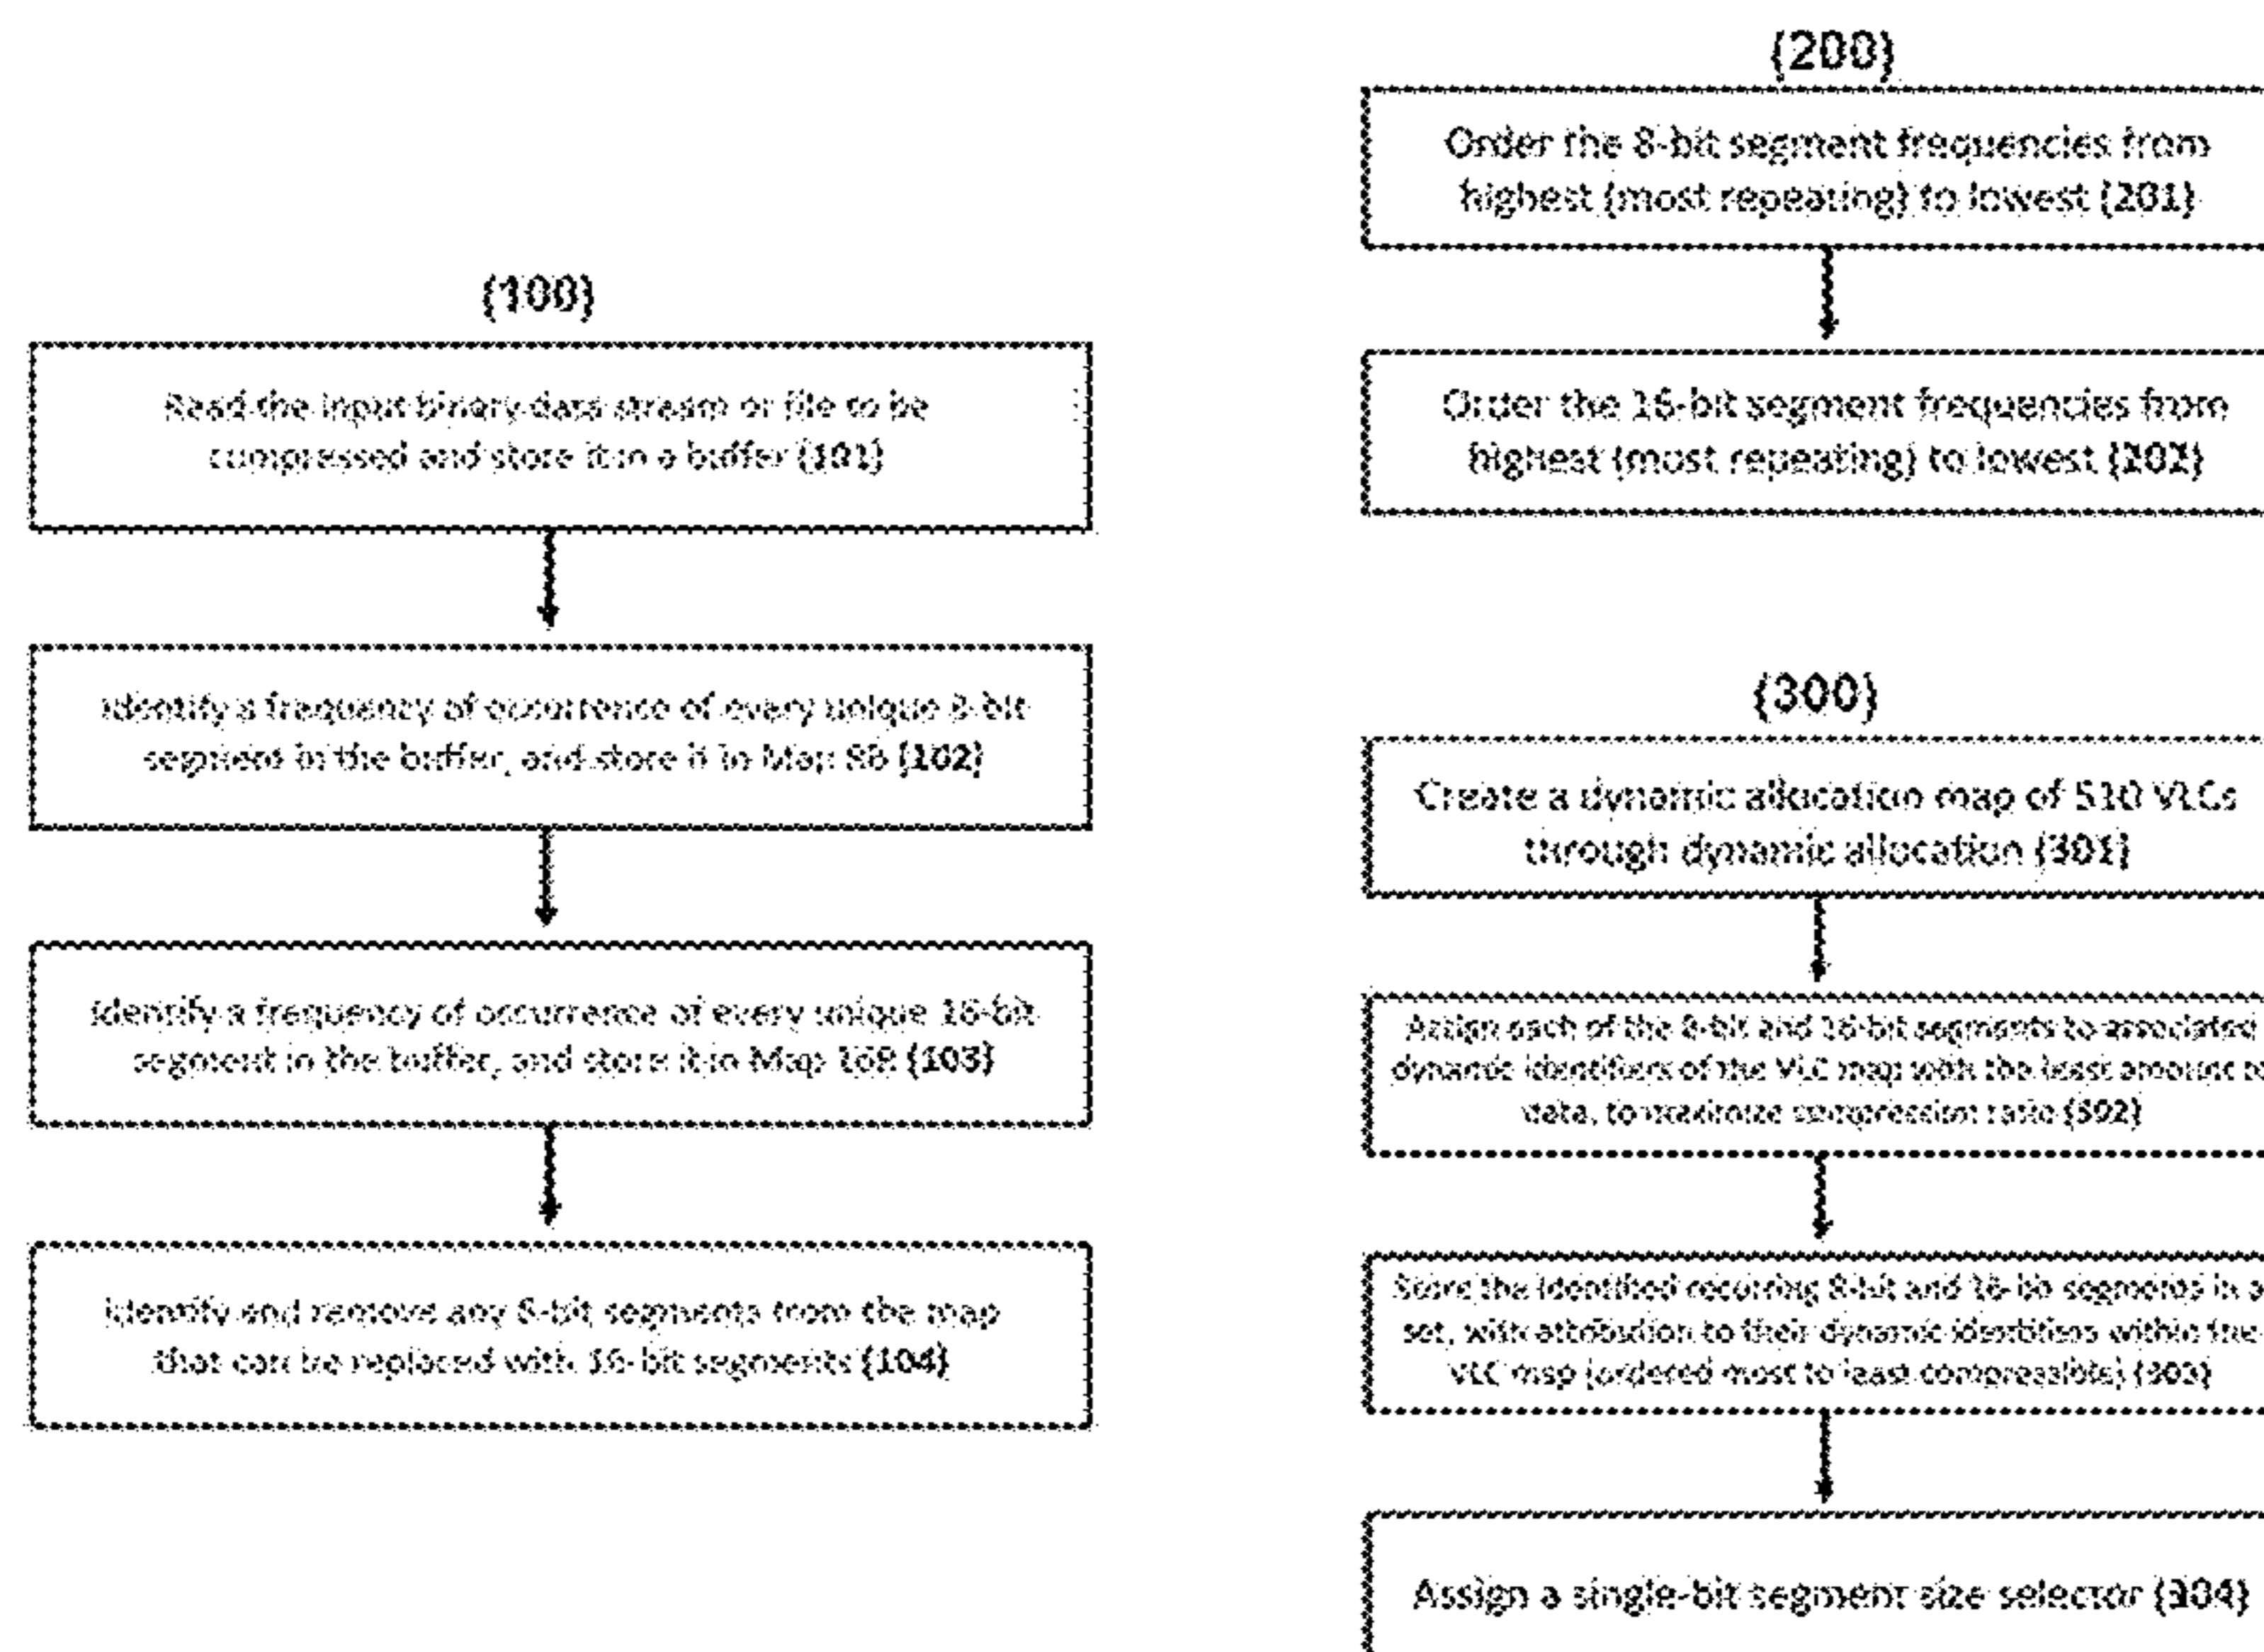 (100)
Read the input binary data stream or file to be
compressed and store it in a buffer (101)
Identify a frequency of occurrence of every unique 8-bit
segment in the buffer, and store it in Map 8B (102)
Identify a frequency of occurrence of every unique 16-bit
segment in the buffer, and store it in Map 16B (103)
Identify and remove any 8-bit segments from the map
that can be replaced with 16-bit segments (104)
(200)
Order the 8-bit segment frequencies from
highest (most repeating) to lowest (201)
Order the 16-bit segment frequencies from
highest (most repeating) to lowest (202)
(300)
Create a dynamic allocation map of 510 VLCs
through dynamic allocation (301)
Assign each of the 8-bit and 16-bit segments to associated
dynamic identifiers of the VLC map with the least amount
data, to maximize compression ratio (302)
Store the identified recurring 8-bit and 16-bit segments in a
set, with attribution to their dynamic identifiers within the
VLC map (ordered most to least compressible) (303)
Assign a single-bit segment size selector (304)